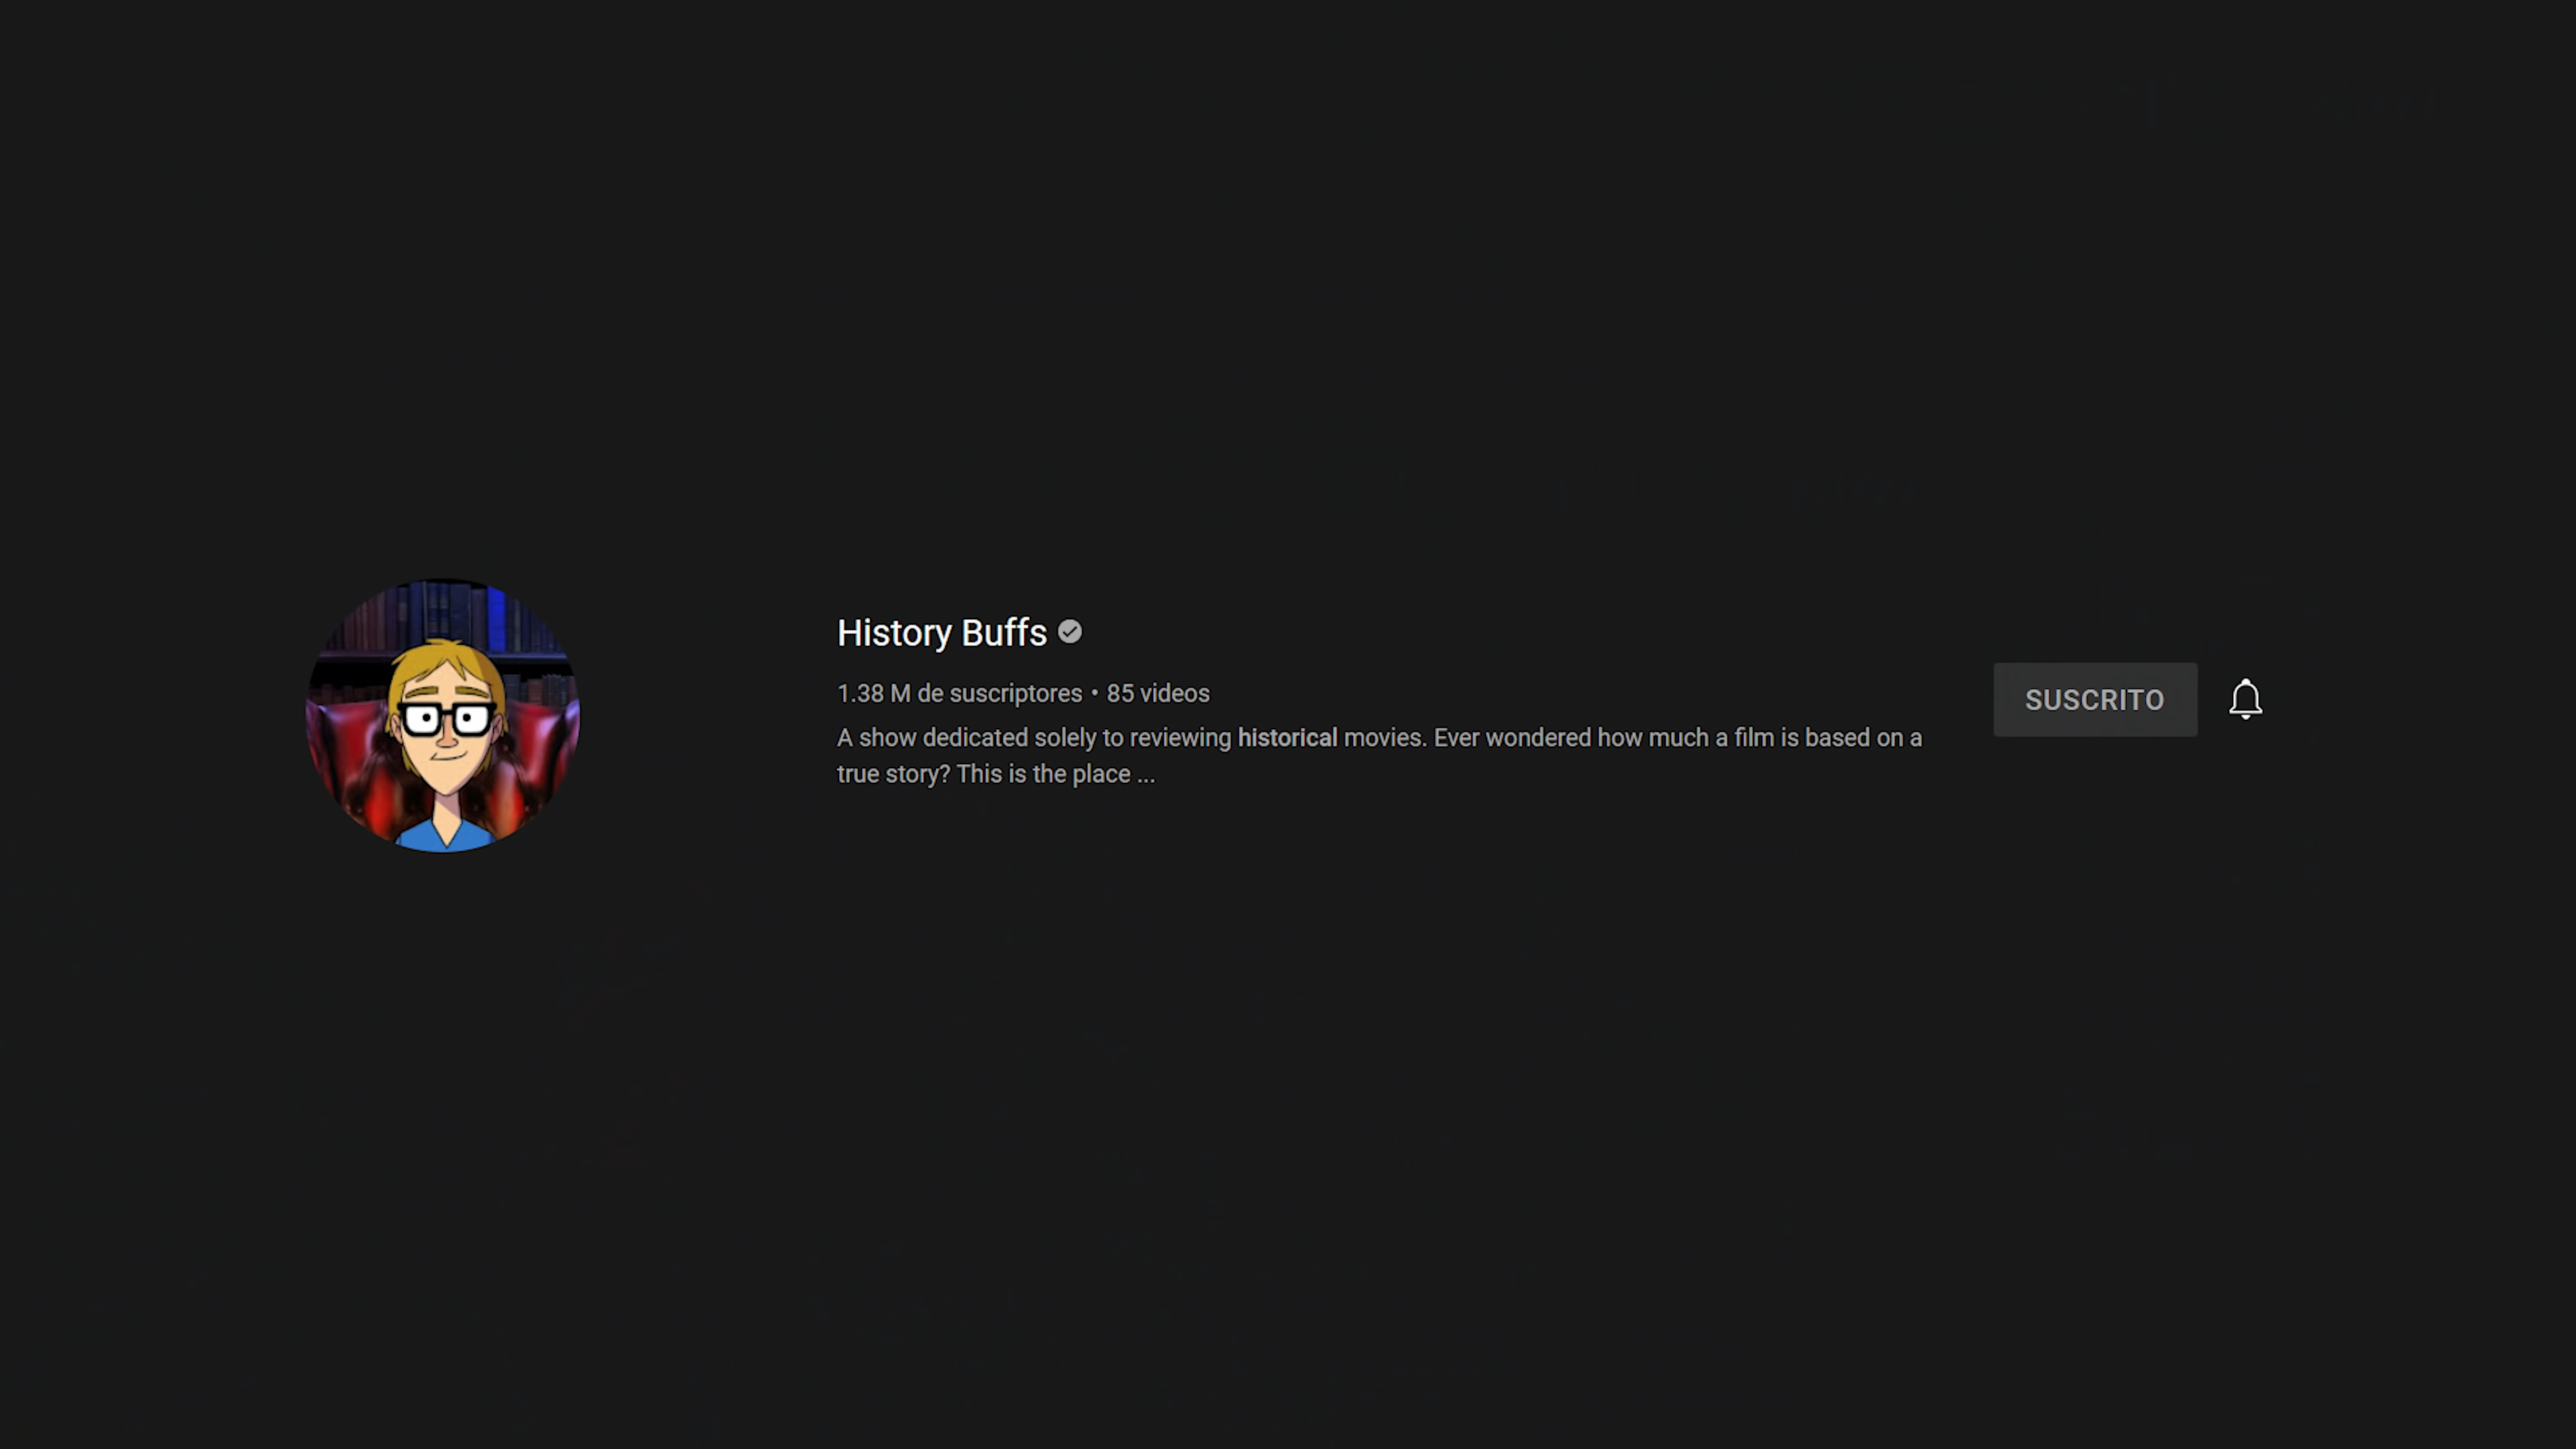 History Buffs
1.38 M de suscriptores • 85 videos
A show dedicated solely to reviewing historical movies. Ever wondered how much a film is based on a
true story? This is the place ...
SUSCRITO